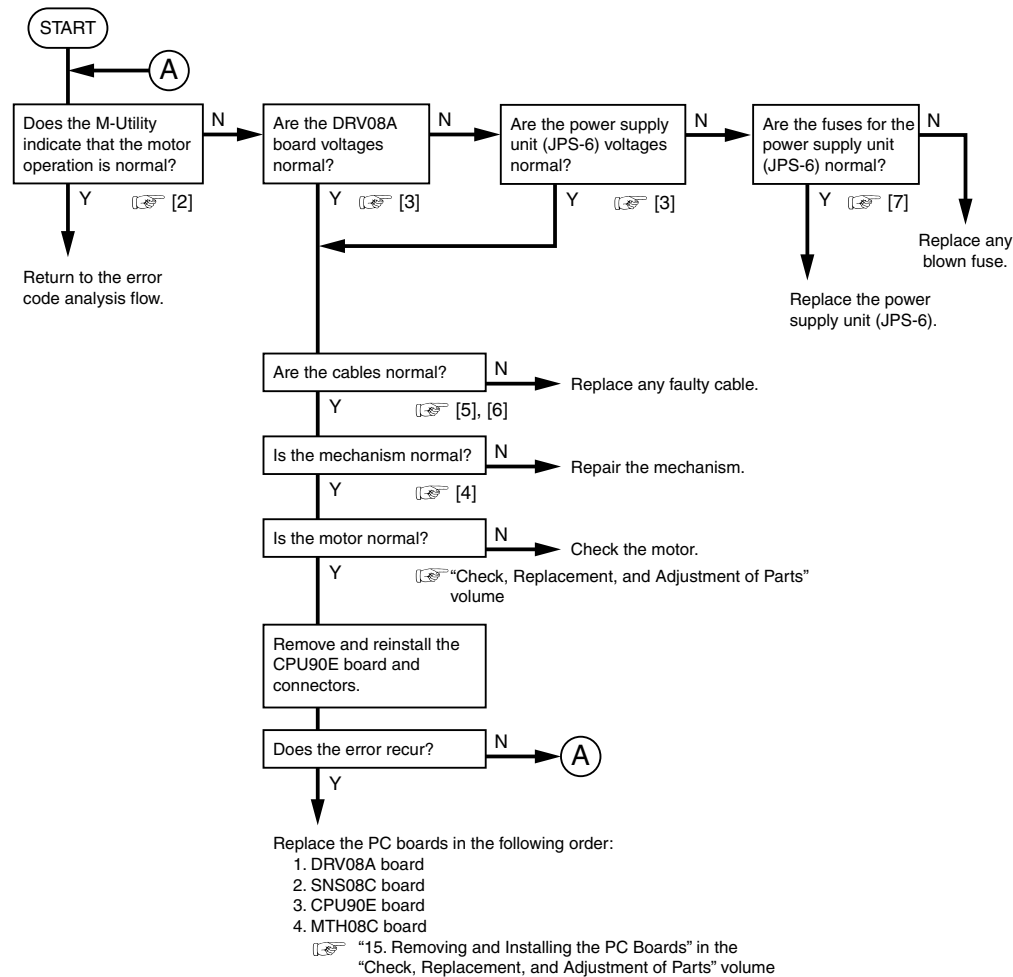 START
A
Does the M-Utility
indicate that the motor
operation is normal?
N
Y
[2]
Return to the error
code analysis flow.
Are the DRV08A
board voltages
normal?
N
Y
[3]
Are the power supply
unit (JPS-6) voltages
normal?
N
Y
[3]
Are the fuses for the
power supply unit
(JPS-6) normal?
N
Y
[7]
Replace any
blown fuse.
Replace the power
supply unit (JPS-6).
Are the cables normal?
N
Replace any faulty cable.
Y
[5], [6]
Is the mechanism normal?
N
Repair the mechanism.
Y
[4]
Is the motor normal?
N
Check the motor.
Y
“Check, Replacement, and Adjustment of Parts”
volume
Remove and reinstall the
CPU90E board and
connectors.
Does the error recur?
N
A
Y
Replace the PC boards in the following order:
1. DRV08A board
2. SNS08C board
3. CPU90E board
4. MTH08C board
“15. Removing and Installing the PC Boards” in the
“Check, Replacement, and Adjustment of Parts” volume